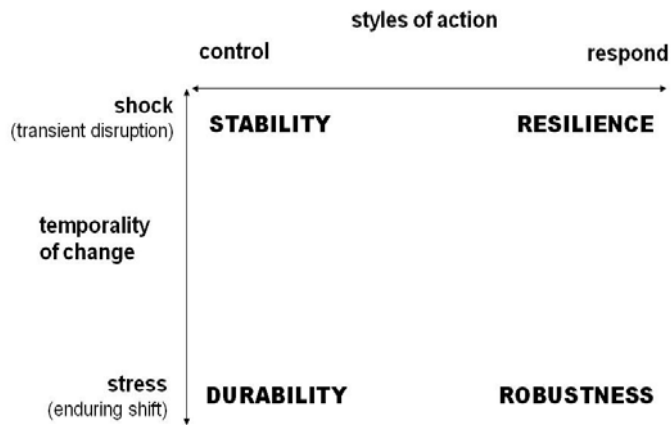 styles of action
control respond
shock
(transient disruption)
STABILITY RESILIENCE
temporality
of change
stress
(enduring shift)
DURABILITY ROBUSTNESS